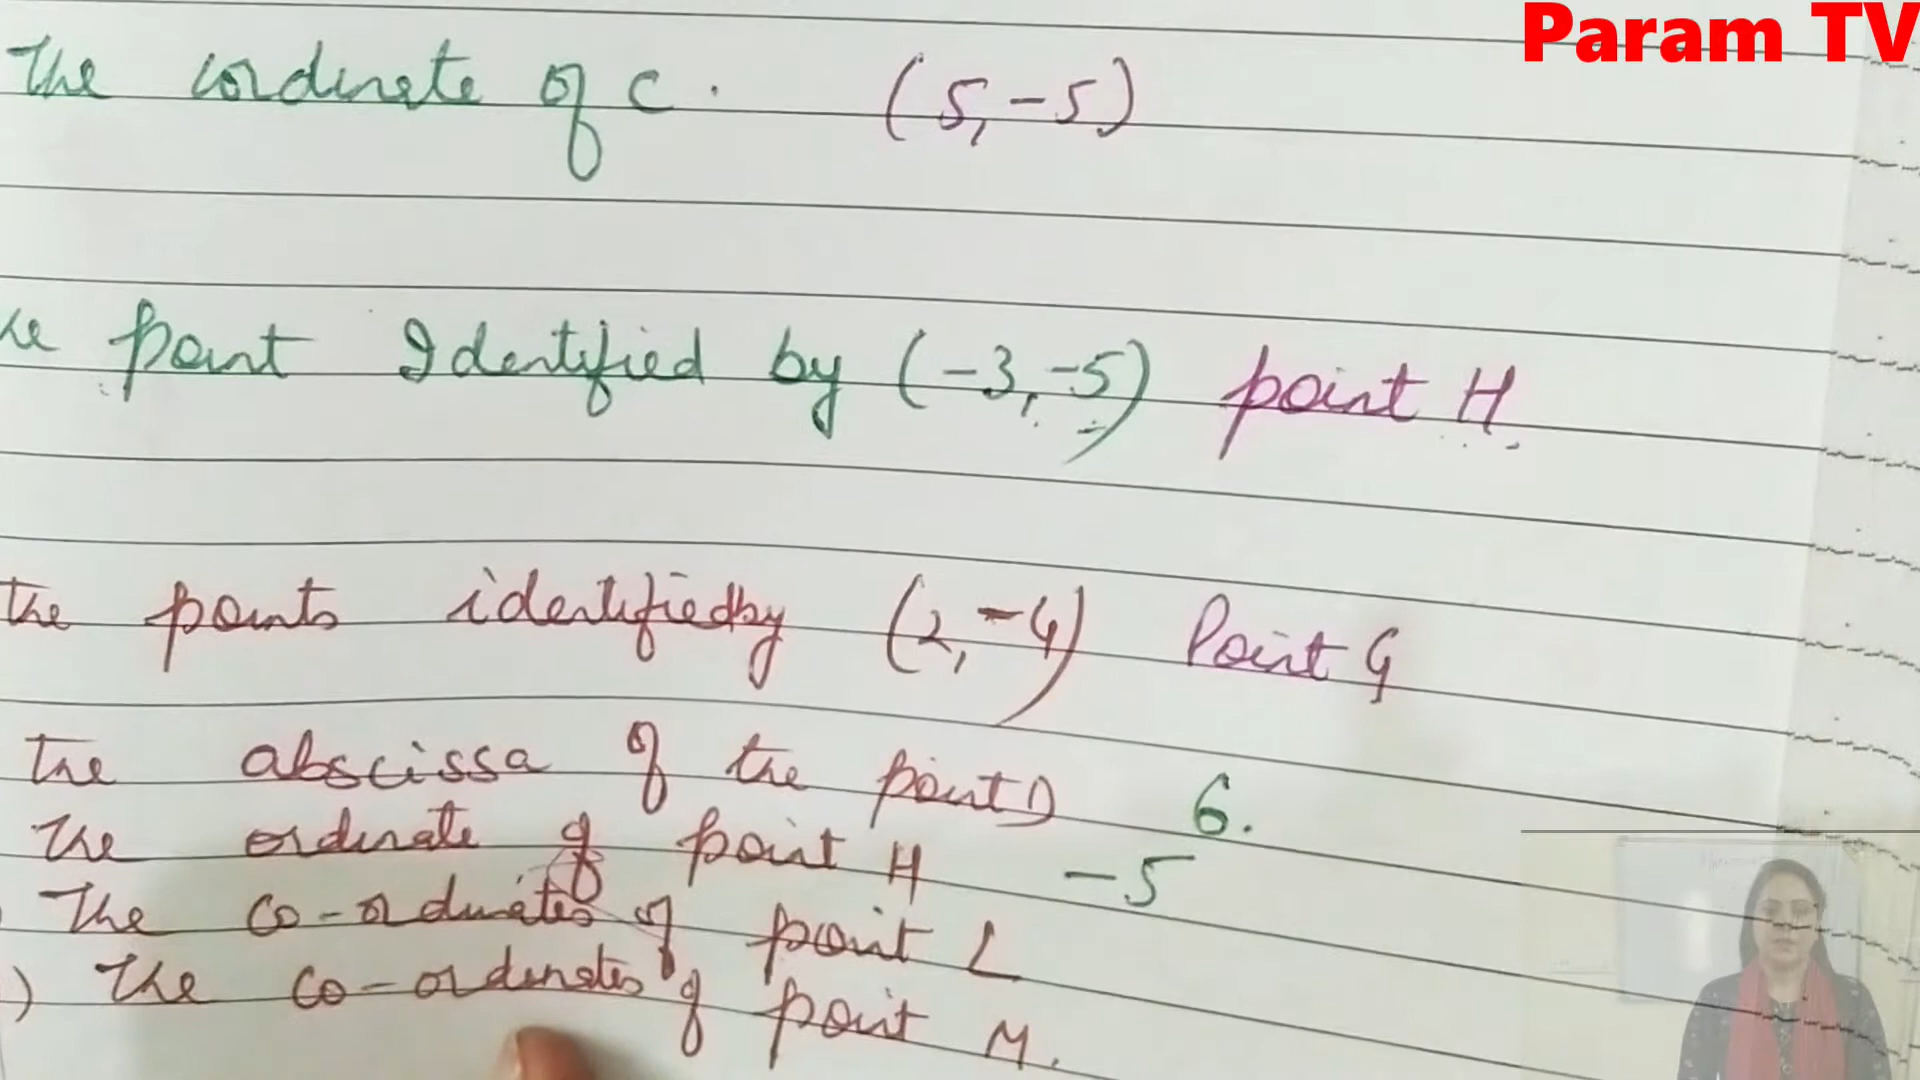 Param TV
The cordinate of C. (5, -5)
point Identified by (-3, -5) point H.
the points identified by (2, -4) Point G
The abscissa of the point D 6.
The ordinate of point H -5
The co-ordinates of point L
) The co-ordinates of point M.